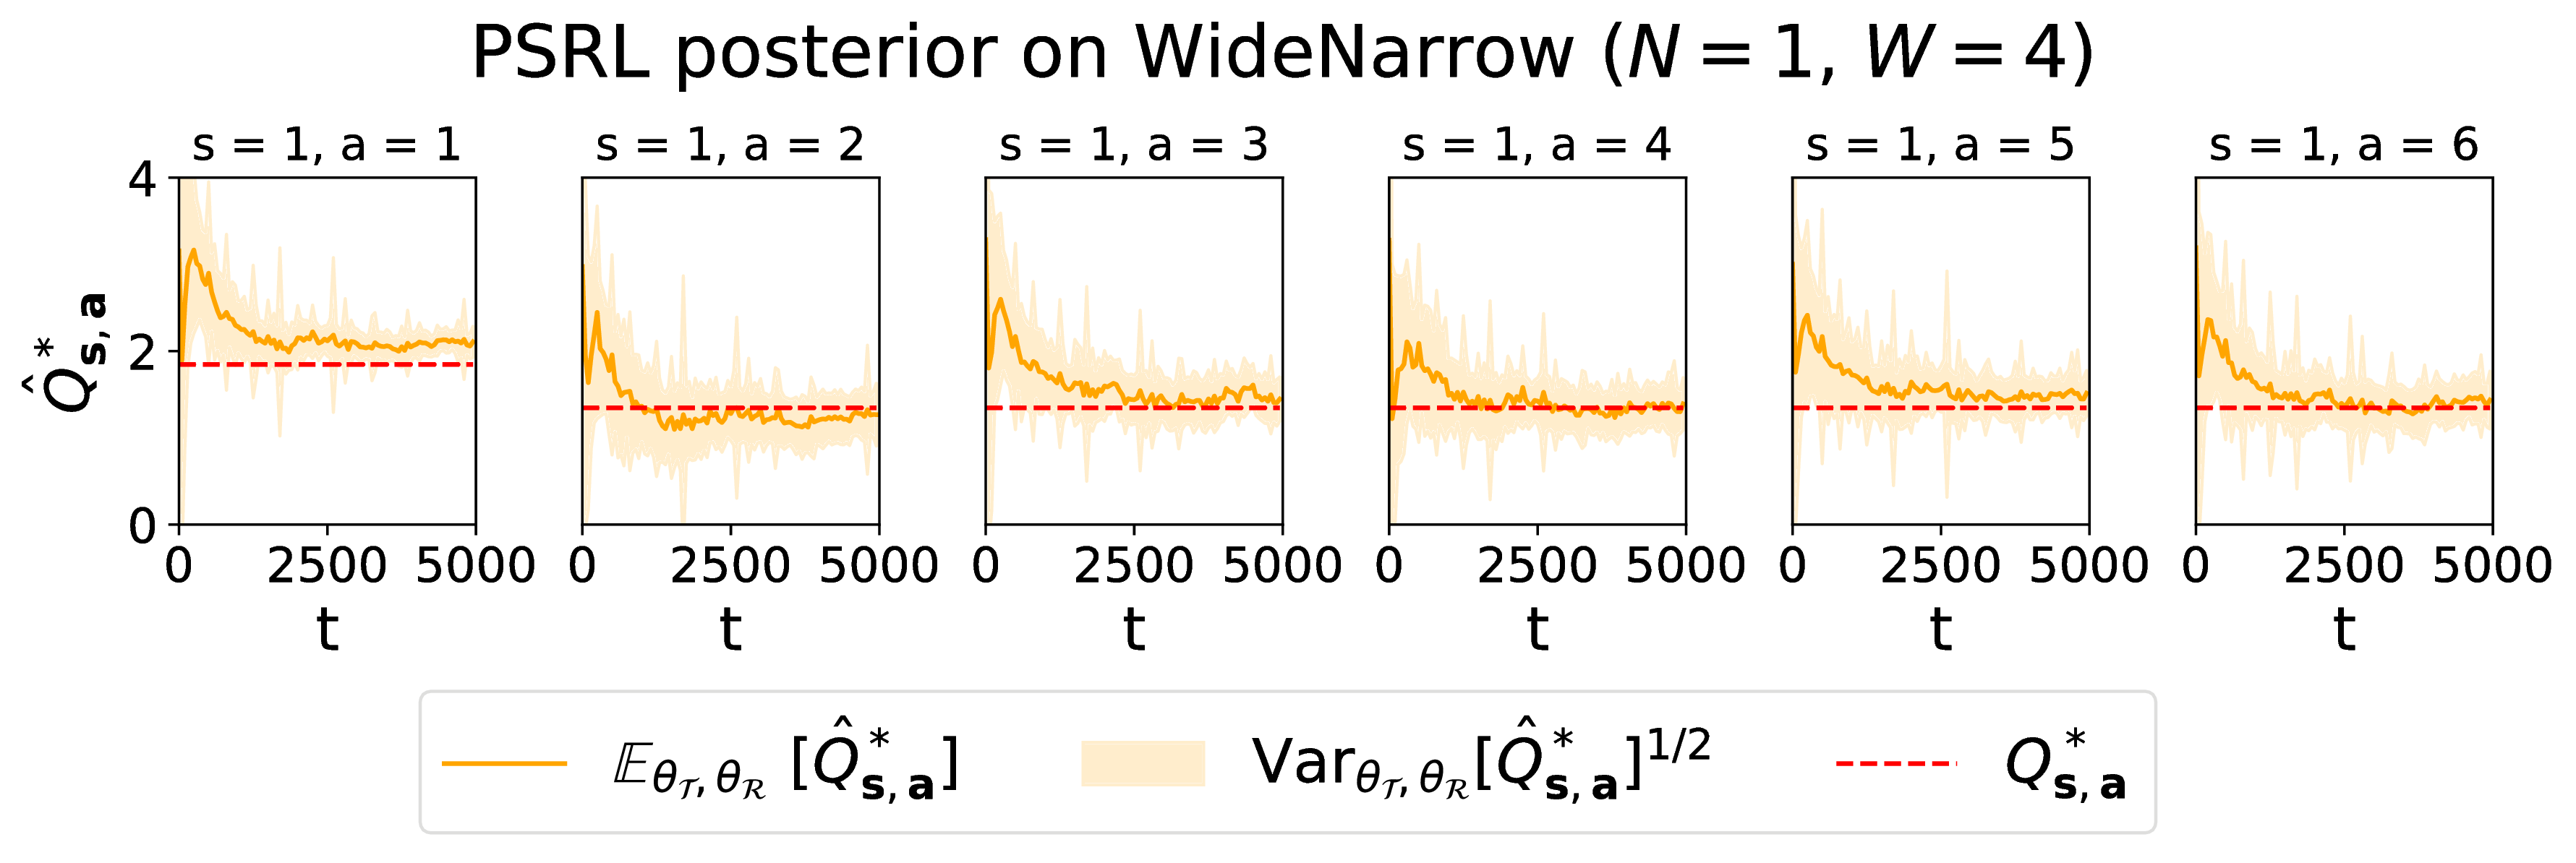 PSRL posterior on WideNarrow (N = 1, W = 4)
s = 1, a = 1 s = 1, a = 2 s = 1, a = 3 s = 1, a = 4 s = 1, a = 5 s = 1, a = 6
4
2
0
Q̂*s, a
0 2500 5000 0 2500 5000 0 2500 5000 0 2500 5000 0 2500 5000 0 2500 5000
t t t t t t
𝔼θ𝒯, θℛ [Q̂*s, a] Varθ𝒯, θℛ[Q̂*s, a]1/2 Q*s, a